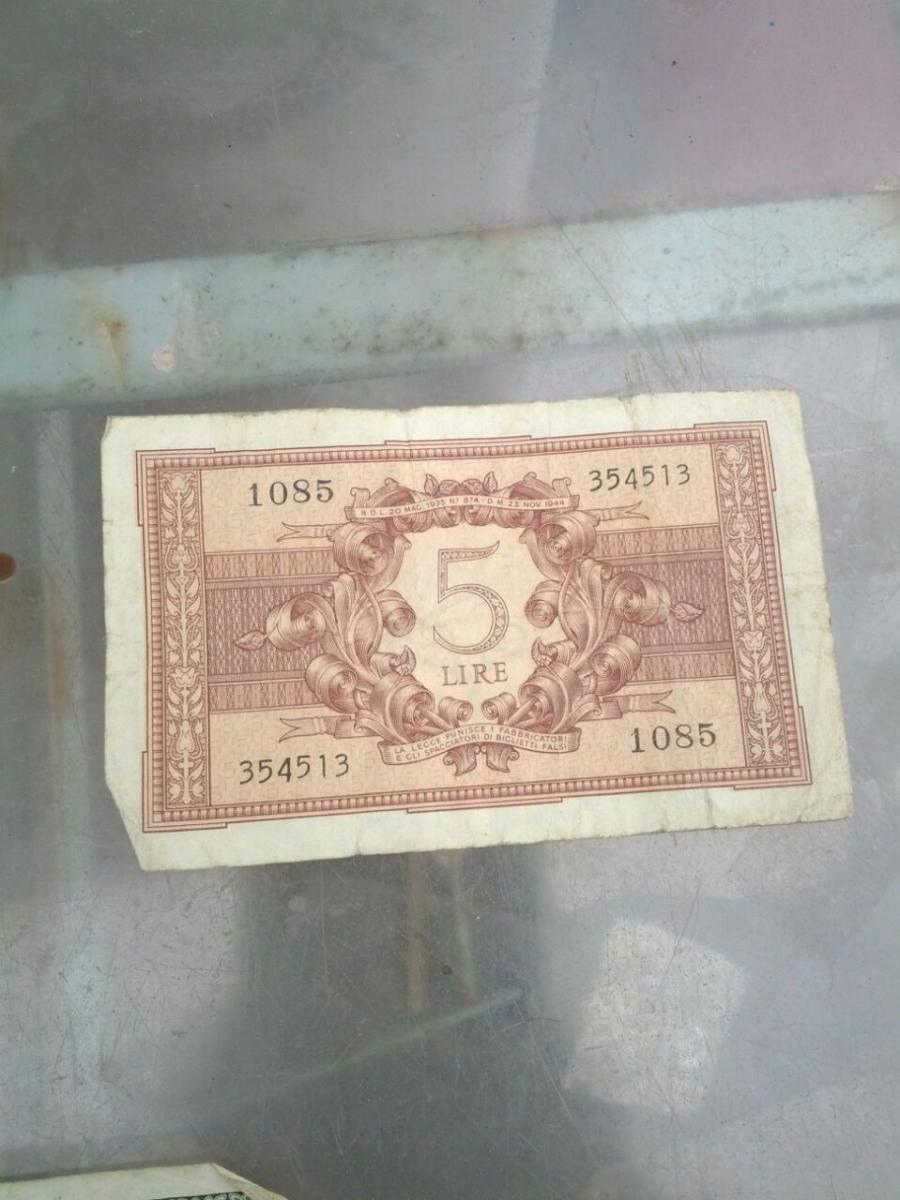 1085
354513
R.D.L. 20 MAG. 1935 N.º 874 - D.M. 23 NOV. 1944
5
LIRE
LA LEGGE PUNISCE I FABBRICATORI
E GLI SPACCIATORI DI BIGLIETTI FALSI
354513
1085